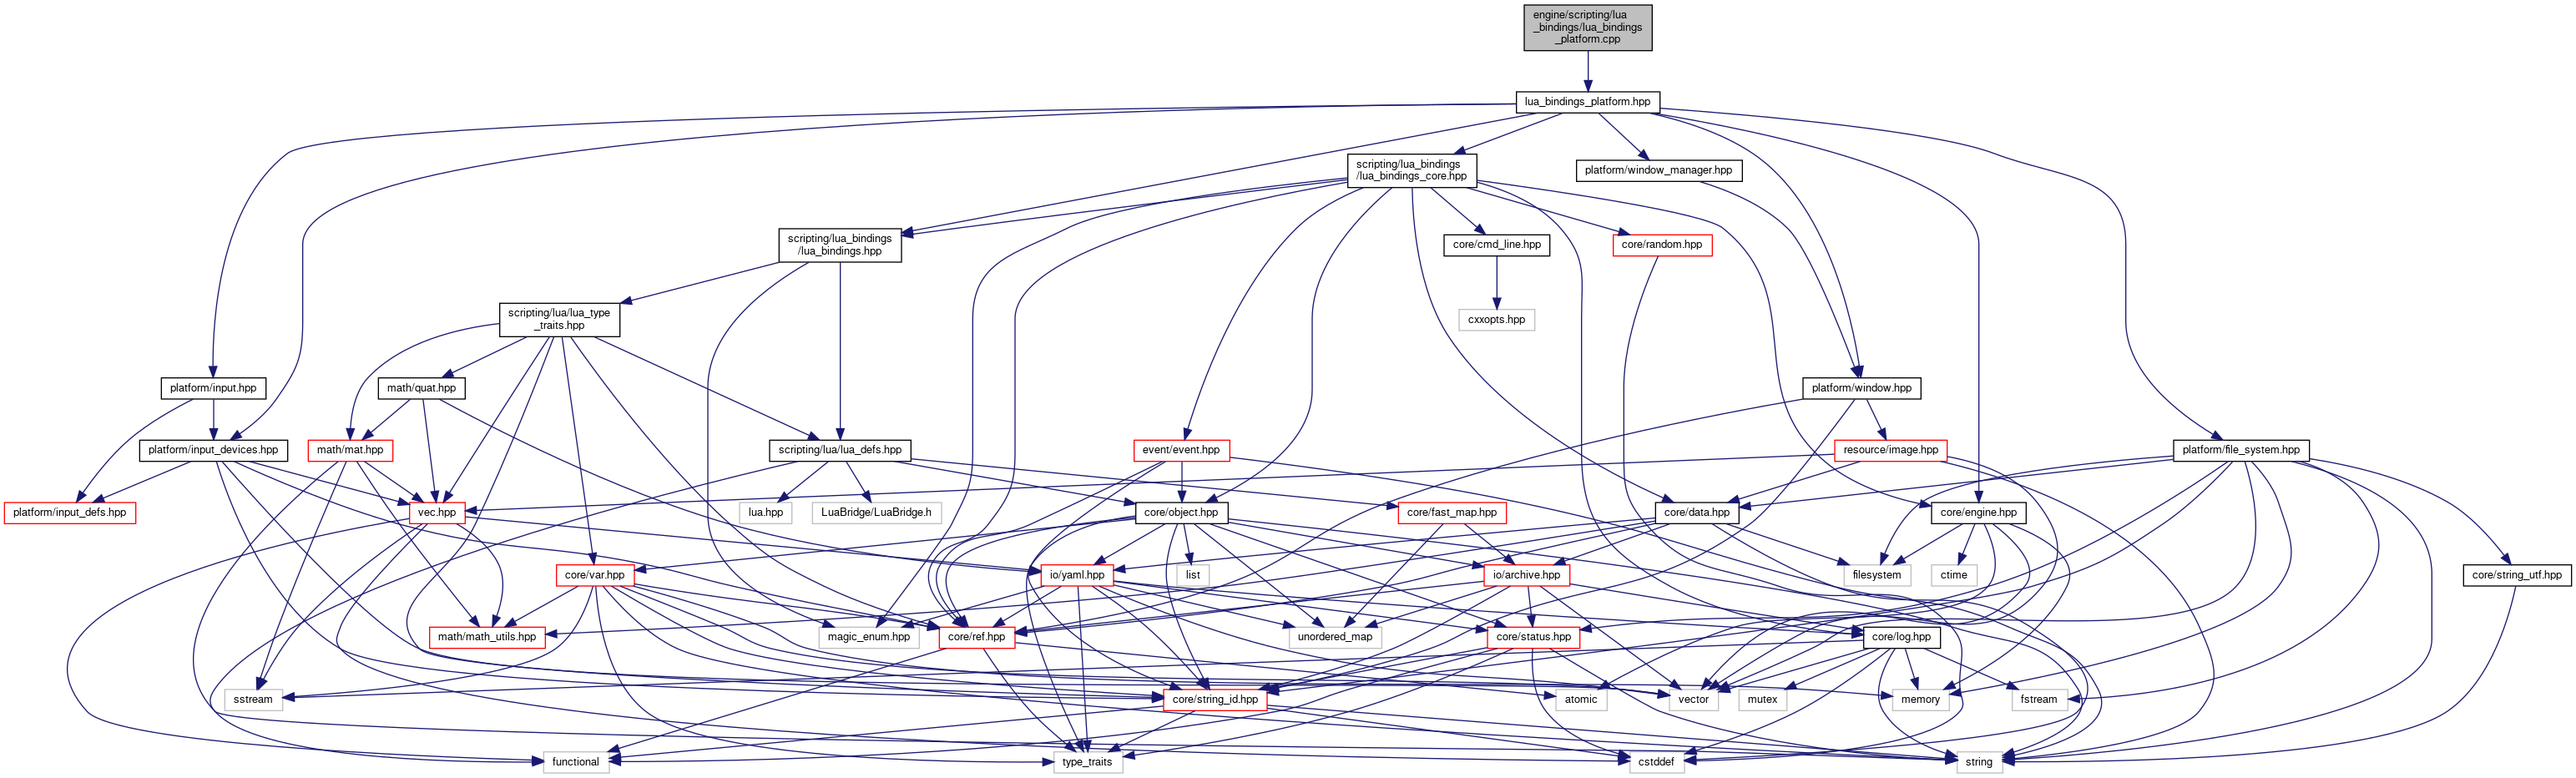 engine/scripting/lua
_bindings/lua_bindings
_platform.cpp
lua_bindings_platform.hpp
scripting/lua_bindings
/lua_bindings_core.hpp
platform/window_manager.hpp
scripting/lua_bindings
/lua_bindings.hpp
core/cmd_line.hpp
core/random.hpp
scripting/lua/lua_type
_traits.hpp
cxxopts.hpp
platform/input.hpp
math/quat.hpp
platform/window.hpp
platform/input_devices.hpp
math/mat.hpp
scripting/lua/lua_defs.hpp
event/event.hpp
resource/image.hpp
platform/file_system.hpp
platform/input_defs.hpp
vec.hpp
lua.hpp
LuaBridge/LuaBridge.h
core/object.hpp
core/fast_map.hpp
core/data.hpp
core/engine.hpp
core/var.hpp
io/yaml.hpp
list
io/archive.hpp
filesystem
ctime
core/string_utf.hpp
math/math_utils.hpp
magic_enum.hpp
core/ref.hpp
unordered_map
core/status.hpp
core/log.hpp
sstream
core/string_id.hpp
atomic
vector
mutex
memory
fstream
functional
type_traits
cstddef
string